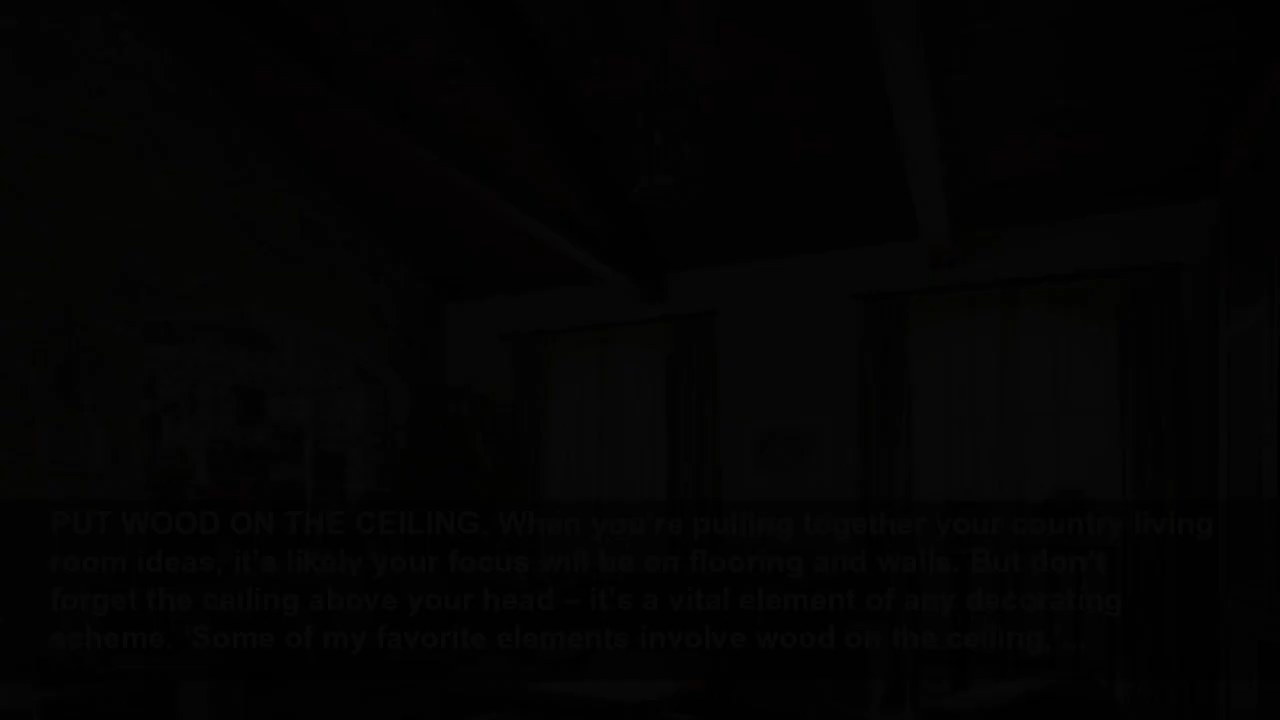 PUT WOOD ON THE CEILING. When you're pulling together your country living
room ideas, it's likely your focus will be on flooring and walls. But don't
forget the ceiling above your head – it's a vital element of any decorating
scheme. 'Some of my favorite elements involve wood on the ceiling,'...